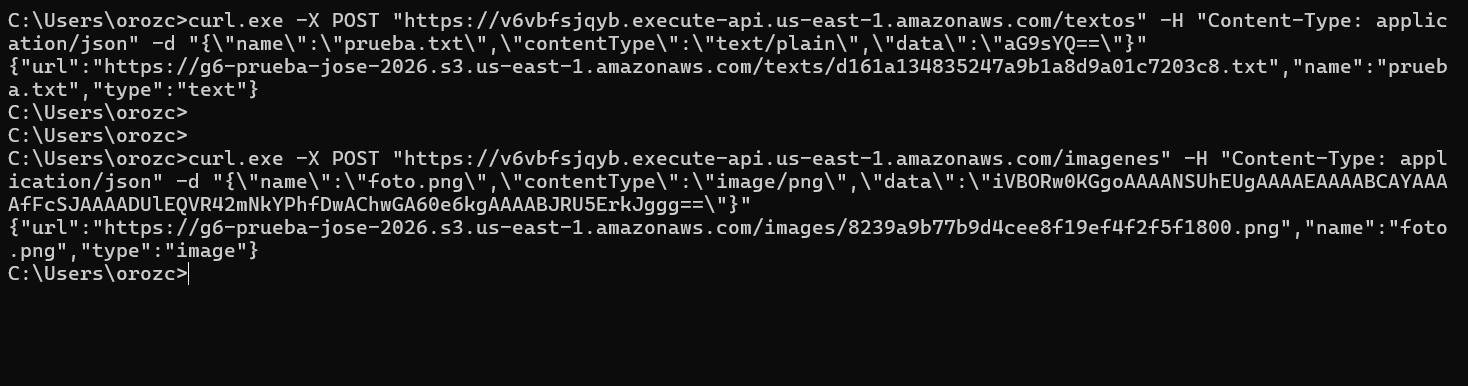 C:\Users\orozc>curl.exe -X POST "https://v6vbfsjqyb.execute-api.us-east-1.amazonaws.com/textos" -H "Content-Type: applic
ation/json" -d "{\"name\":\"prueba.txt\",\"contentType\":\"text/plain\",\"data\":\"aG9sYQ==\"}"
{"url":"https://g6-prueba-jose-2026.s3.us-east-1.amazonaws.com/texts/d161a134835247a9b1a8d9a01c7203c8.txt","name":"prueb
a.txt","type":"text"}
C:\Users\orozc>
C:\Users\orozc>
C:\Users\orozc>curl.exe -X POST "https://v6vbfsjqyb.execute-api.us-east-1.amazonaws.com/imagenes" -H "Content-Type: appl
ication/json" -d "{\"name\":\"foto.png\",\"contentType\":\"image/png\",\"data\":\"iVBORw0KGgoAAAANSUhEUgAAAAEAAAABCAYAAA
AfFcSJAAAADUlEQVR42mNkYPhfDwAChwGA60e6kgAAAABJRU5ErkJggg==\"}"
{"url":"https://g6-prueba-jose-2026.s3.us-east-1.amazonaws.com/images/8239a9b77b9d4cee8f19ef4f2f5f1800.png","name":"foto
.png","type":"image"}
C:\Users\orozc>